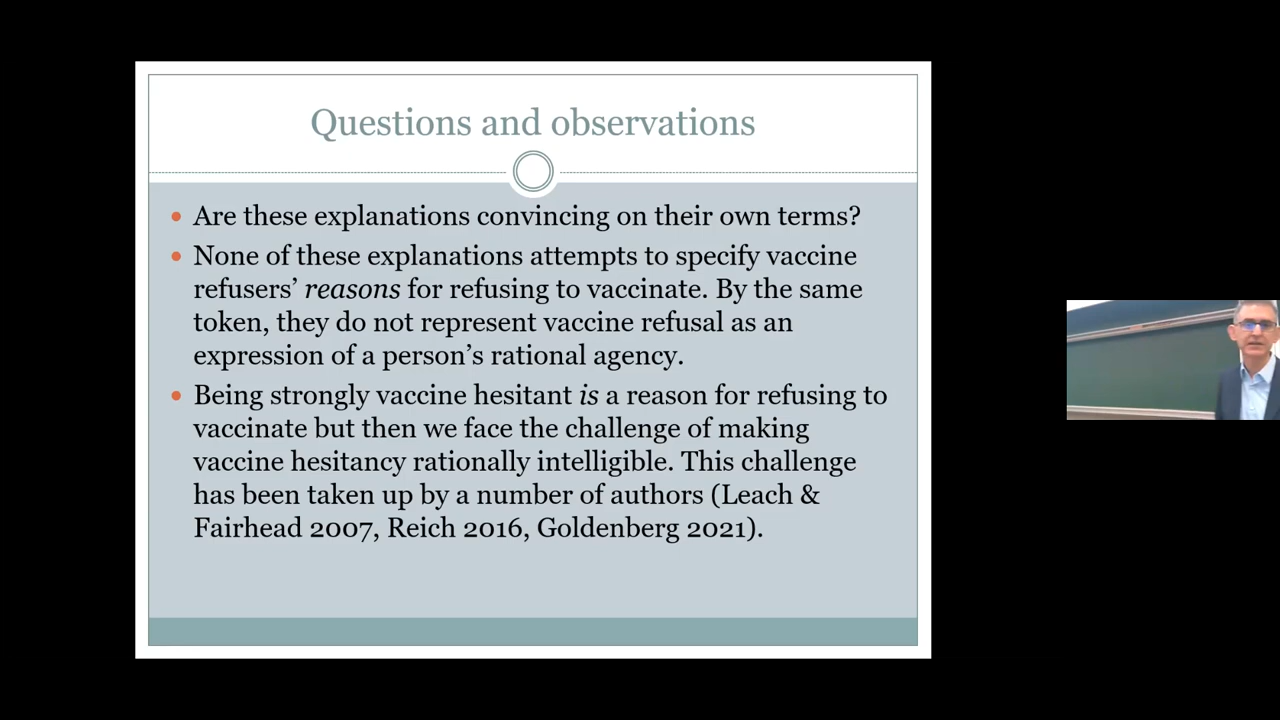 Questions and observations
Are these explanations convincing on their own terms?
None of these explanations attempts to specify vaccine
refusers’ reasons for refusing to vaccinate. By the same
token, they do not represent vaccine refusal as an
expression of a person’s rational agency.
Being strongly vaccine hesitant is a reason for refusing to
vaccinate but then we face the challenge of making
vaccine hesitancy rationally intelligible. This challenge
has been taken up by a number of authors (Leach &
Fairhead 2007, Reich 2016, Goldenberg 2021).